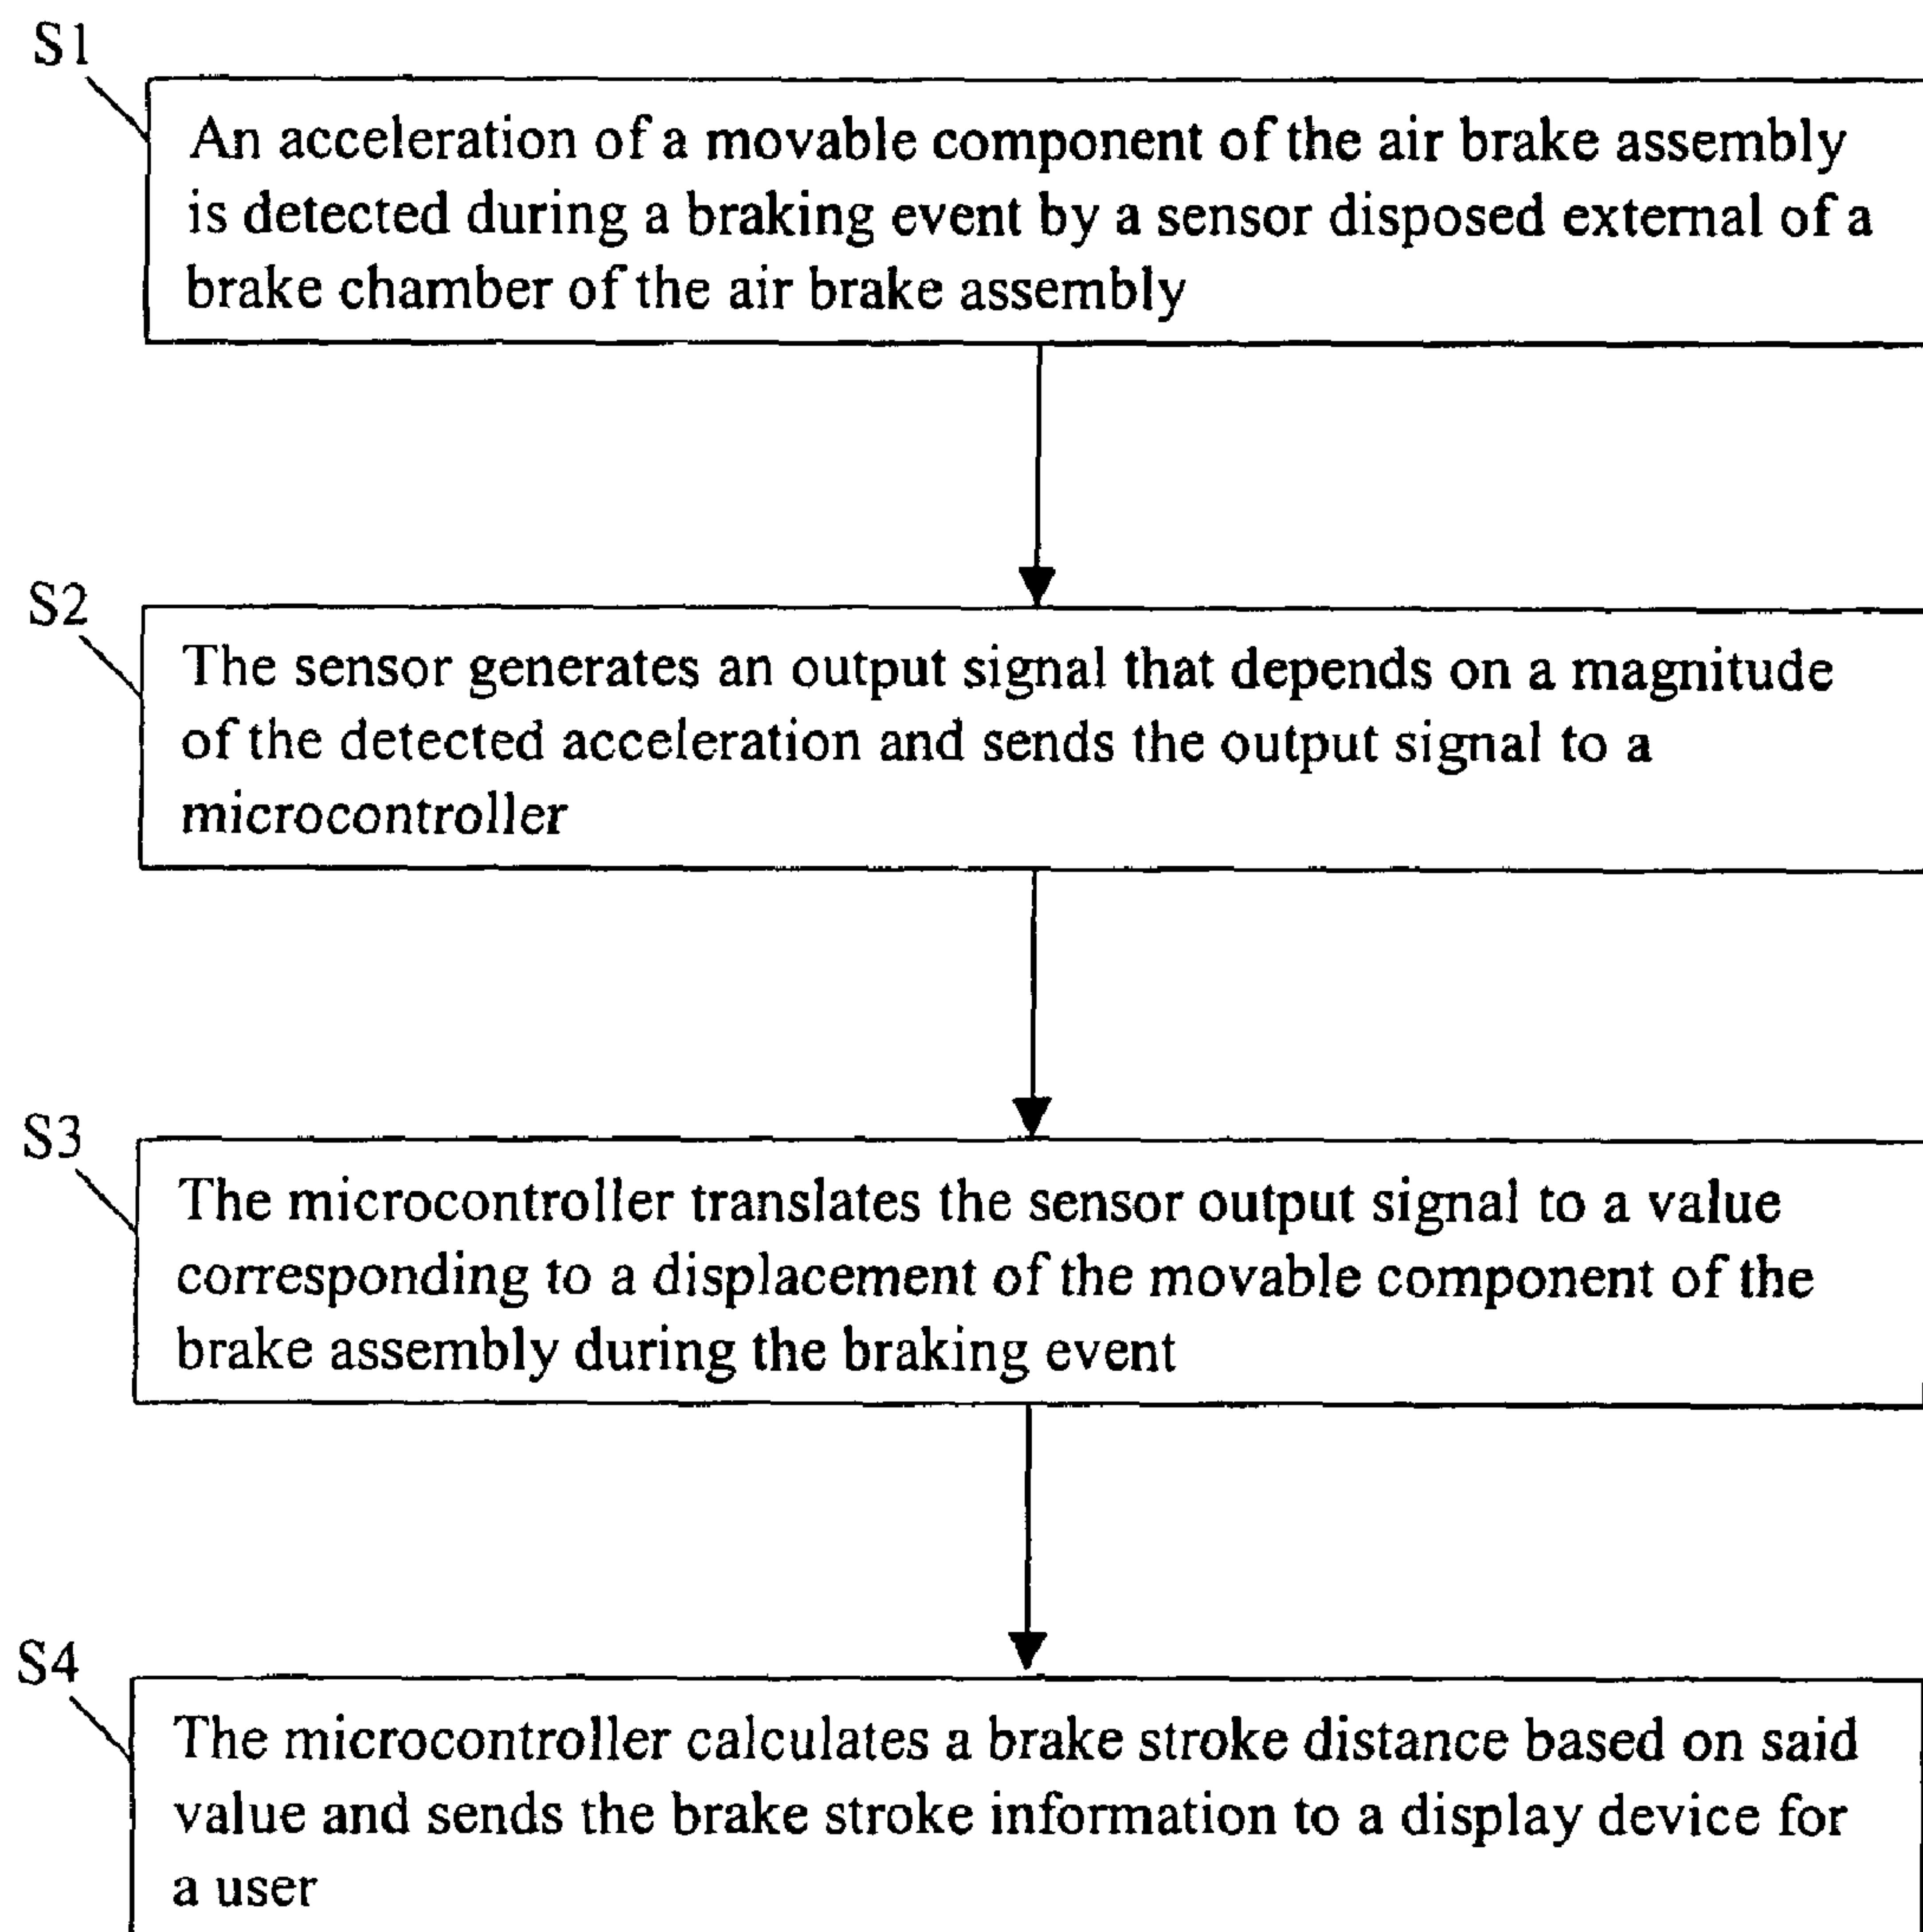 S1
An acceleration of a movable component of the air brake assembly
is detected during a braking event by a sensor disposed external of a
brake chamber of the air brake assembly
S2
The sensor generates an output signal that depends on a magnitude
of the detected acceleration and sends the output signal to a
microcontroller
S3
The microcontroller translates the sensor output signal to a value
corresponding to a displacement of the movable component of the
brake assembly during the braking event
S4
The microcontroller calculates a brake stroke distance based on said
value and sends the brake stroke information to a display device for
a user